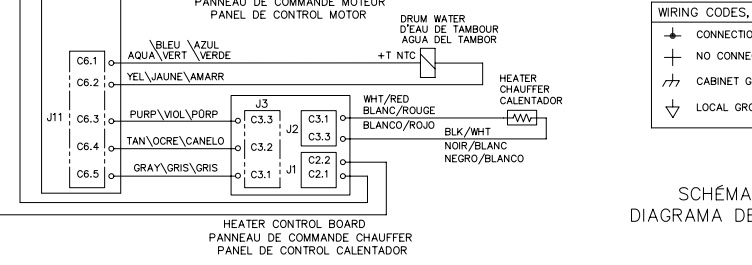 PANNEAU DE COMMANDE MOTEUR
PANEL DE CONTROL MOTOR
DRUM WATER
D'EAU DE TAMBOUR
AGUA DEL TAMBOR
+T NTC
\BLEU \AZUL
AQUA\VERT \VERDE
YEL\JAUNE\AMARR
PURP\VIOL\PÚRP
TAN\OCRE\CANELO
GRAY\GRIS\GRIS
J11
C6.1
C6.2
C6.3
C6.4
C6.5
J3
C3.3
C3.2
C3.1
J2
C3.1
C3.3
J1
C2.2
C2.1
WHT/RED
BLANC/ROUGE
BLANCO/ROJO
HEATER
CHAUFFER
CALENTADOR
BLK/WHT
NOIR/BLANC
NEGRO/BLANCO
HEATER CONTROL BOARD
PANNEAU DE COMMANDE CHAUFFER
PANEL DE CONTROL CALENTADOR
WIRING CODES,
CONNECTIO
NO CONNE
CABINET G
LOCAL GRO
SCHÉMA
DIAGRAMA DE